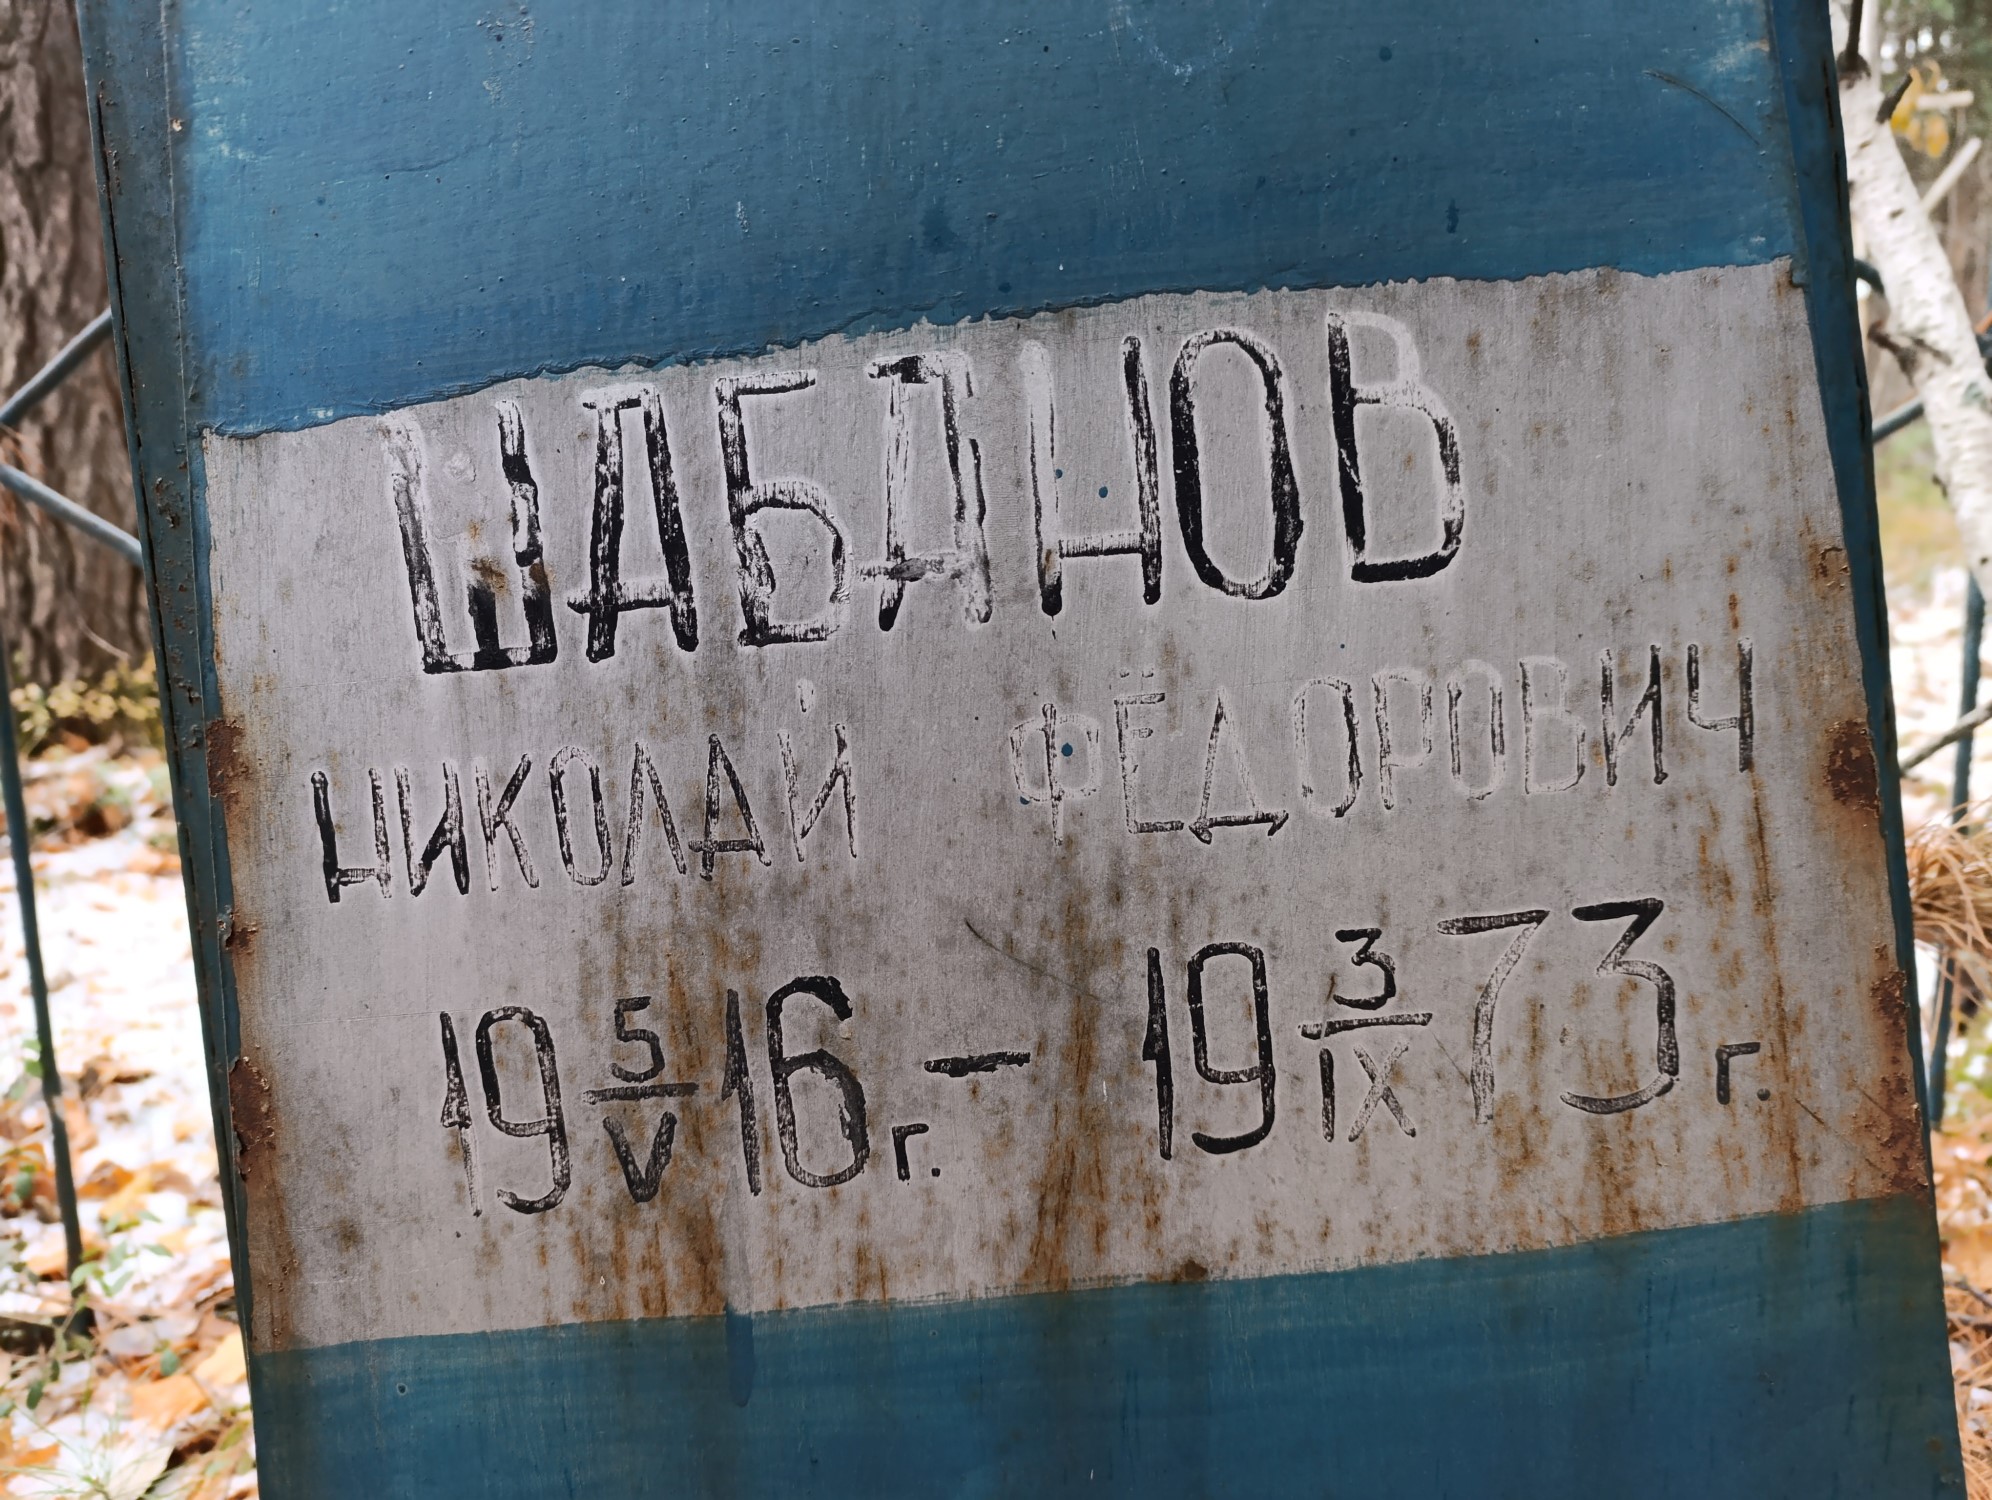 ШАБАНОВ
НИКОЛАЙ ФЁДОРОВИЧ
19 5/V 16 г. – 19 3/IX 73 г.